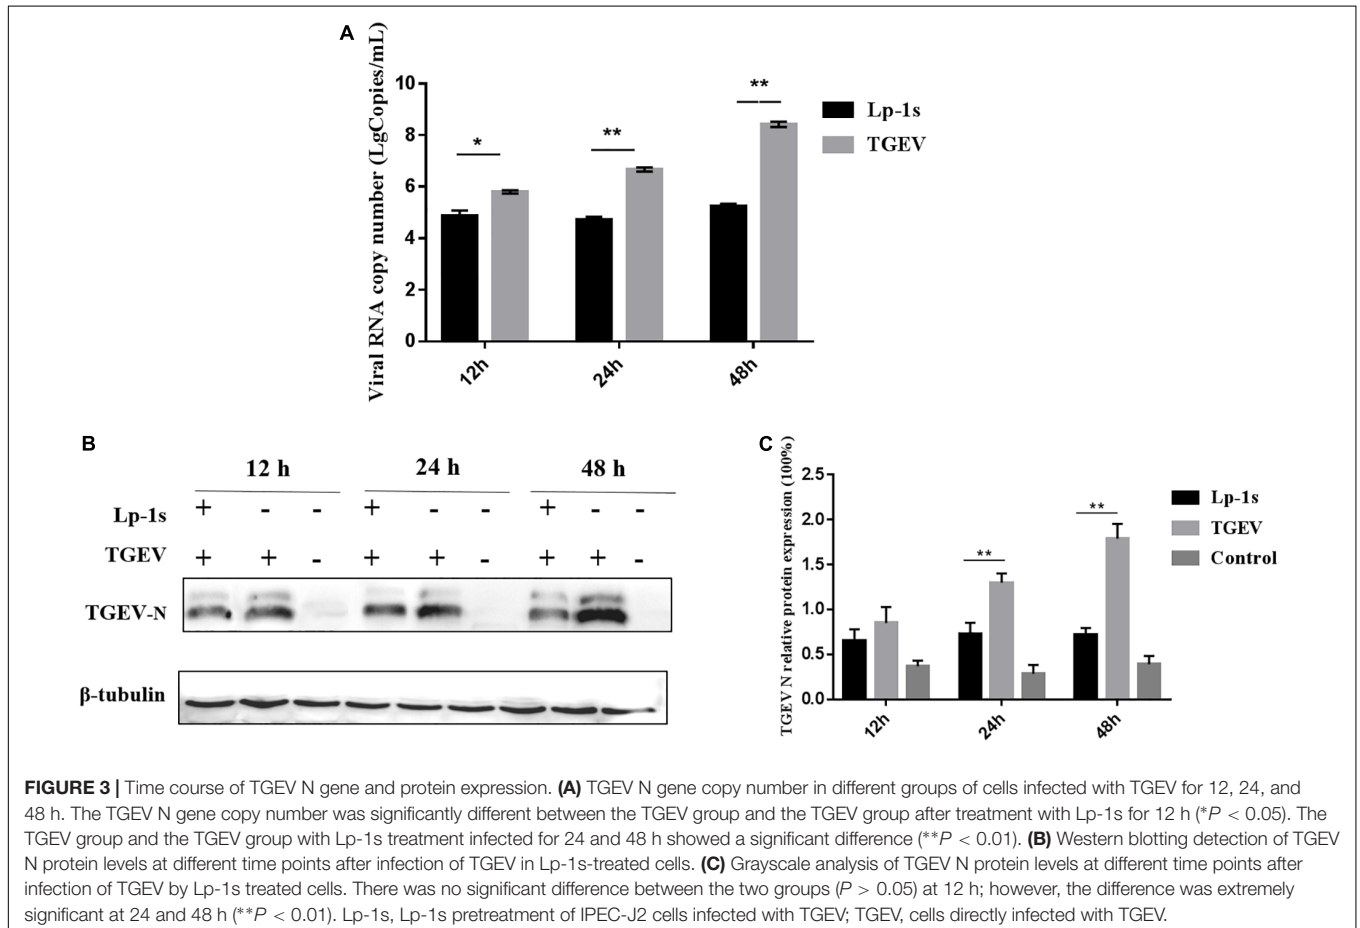 A
Viral RNA copy number (LgCopies/mL)
10
8
6
4
2
0
*
**
**
12h
24h
48h
Lp-1s
TGEV
B
12 h 24 h 48 h
Lp-1s + - - + - - + - -
TGEV + + - + + - + + -
TGEV-N
β-tubulin
C
TGEV N relative protein expression (100%)
2.5
2.0
1.5
1.0
0.5
0.0
**
**
12h
24h
48h
Lp-1s
TGEV
Control
FIGURE 3 | Time course of TGEV N gene and protein expression. (A) TGEV N gene copy number in different groups of cells infected with TGEV for 12, 24, and
48 h. The TGEV N gene copy number was significantly different between the TGEV group and the TGEV group after treatment with Lp-1s for 12 h (*P < 0.05). The
TGEV group and the TGEV group with Lp-1s treatment infected for 24 and 48 h showed a significant difference (**P < 0.01). (B) Western blotting detection of TGEV
N protein levels at different time points after infection of TGEV in Lp-1s-treated cells. (C) Grayscale analysis of TGEV N protein levels at different time points after
infection of TGEV by Lp-1s treated cells. There was no significant difference between the two groups (P > 0.05) at 12 h; however, the difference was extremely
significant at 24 and 48 h (**P < 0.01). Lp-1s, Lp-1s pretreatment of IPEC-J2 cells infected with TGEV; TGEV, cells directly infected with TGEV.